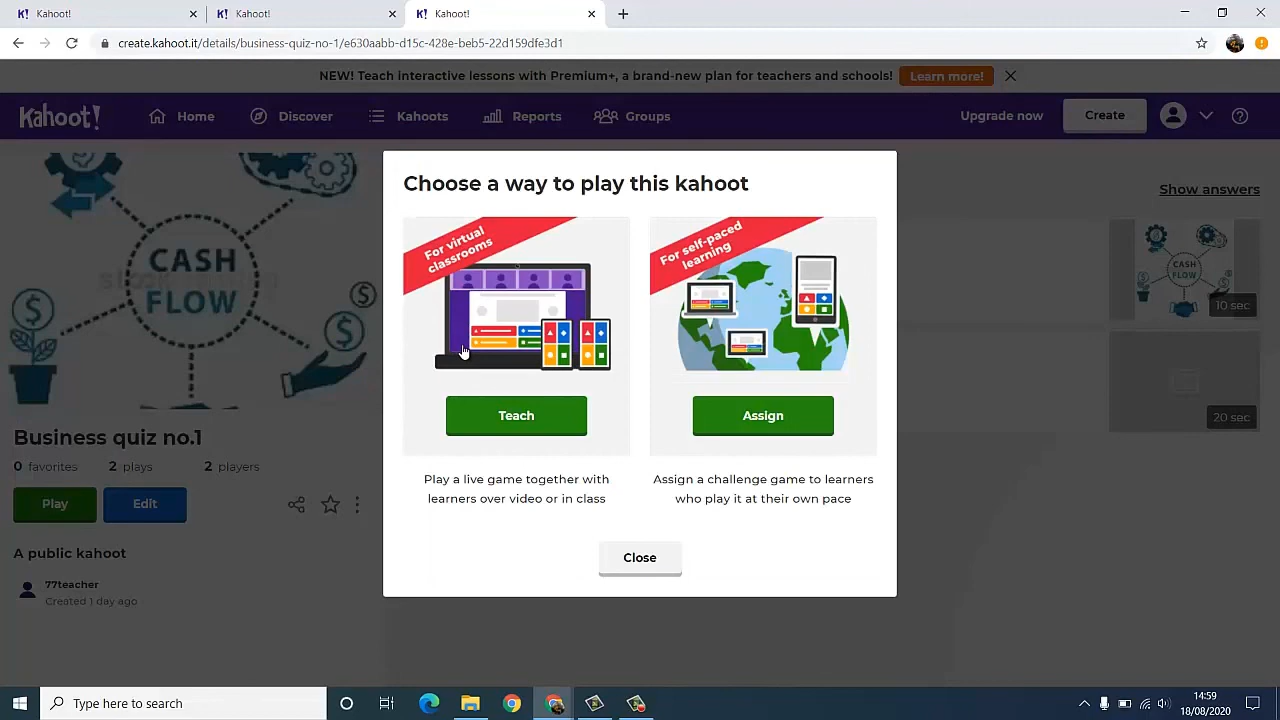 Kahoot!
Kahoot!
Kahoot!
create.kahoot.it/details/business-quiz-no-1/e630aabb-d15c-428e-beb5-22d159dfe3d1
NEW! Teach interactive lessons with Premium+, a brand-new plan for teachers and schools!
Learn more!
Kahoot!
Home
Discover
Kahoots
Reports
Groups
Upgrade now
Create
Choose a way to play this kahoot
Show answers
For virtual
classrooms
For self-paced
learning
CASH
FLOW
CASH
FLOW
10 sec
Teach
Assign
20 sec
Business quiz no.1
0 favorites
2 plays
2 players
Play a live game together with
learners over video or in class
Assign a challenge game to learners
who play it at their own pace
Play
Edit
A public kahoot
Close
77teacher
Created 1 day ago
Type here to search
14:59
18/08/2020